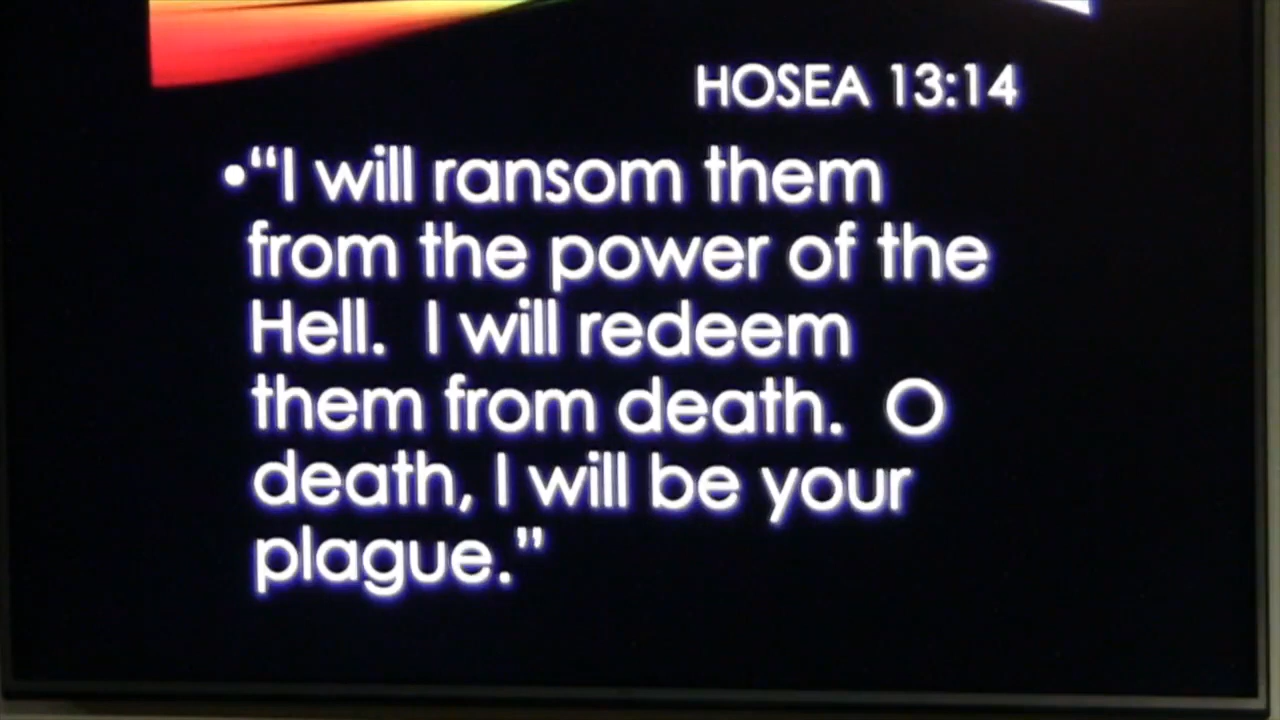 HOSEA 13:14
•“I will ransom them
from the power of the
Hell.  I will redeem
them from death.  O
death, I will be your
plague.”